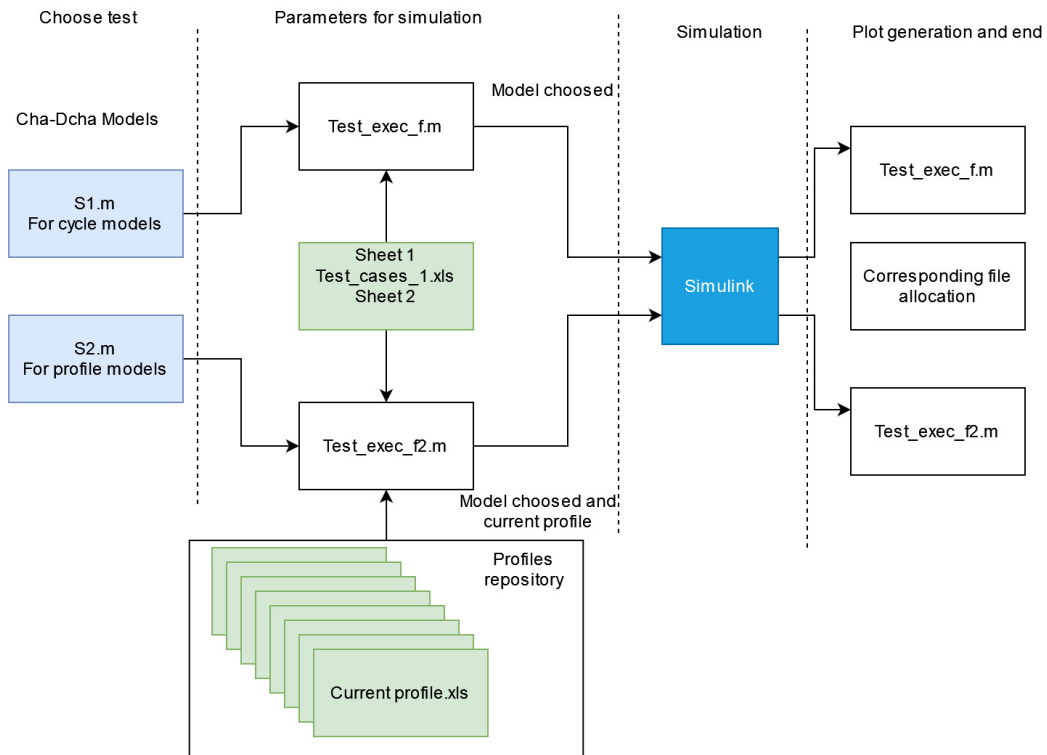 Choose test
Parameters for simulation
Simulation
Plot generation and end
Cha-Dcha Models
S1.m
For cycle models
S2.m
For profile models
Test_exec_f.m
Model choosed
Sheet 1
Test_cases_1.xls
Sheet 2
Test_exec_f2.m
Model choosed and
current profile
Profiles
repository
Current profile.xls
Simulink
Test_exec_f.m
Corresponding file
allocation
Test_exec_f2.m